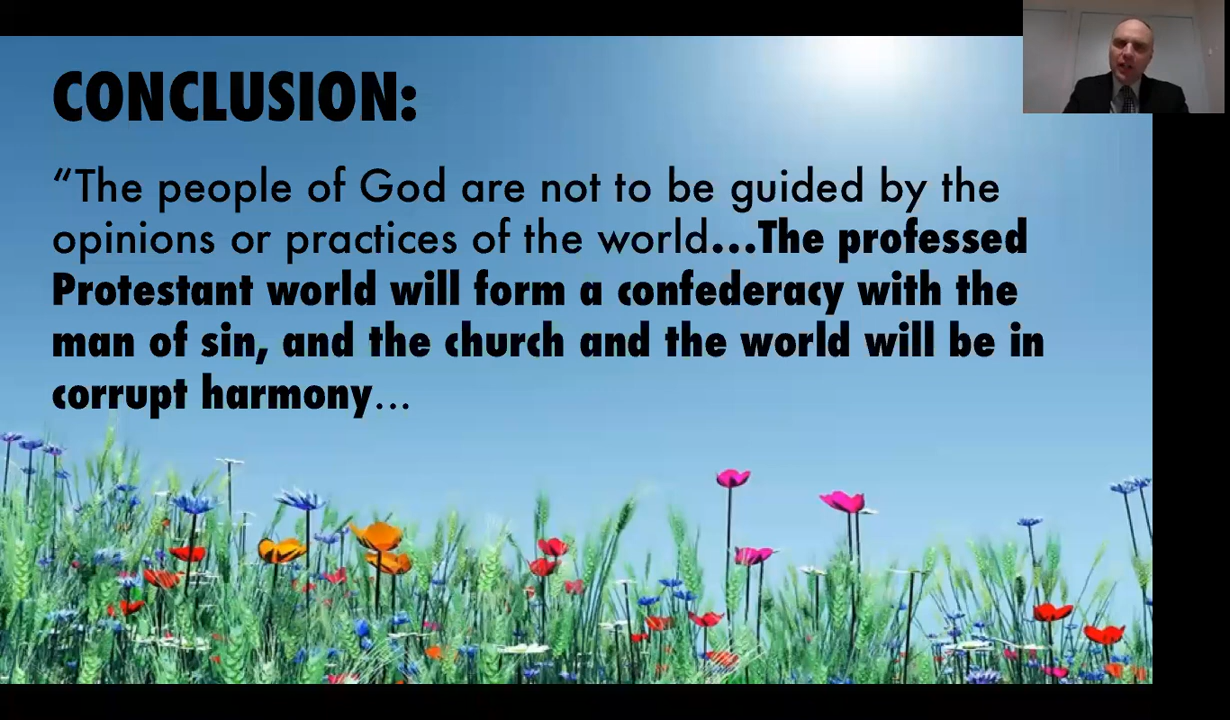 CONCLUSION:
“The people of God are not to be guided by the
opinions or practices of the world...The professed
Protestant world will form a confederacy with the
man of sin, and the church and the world will be in
corrupt harmony...